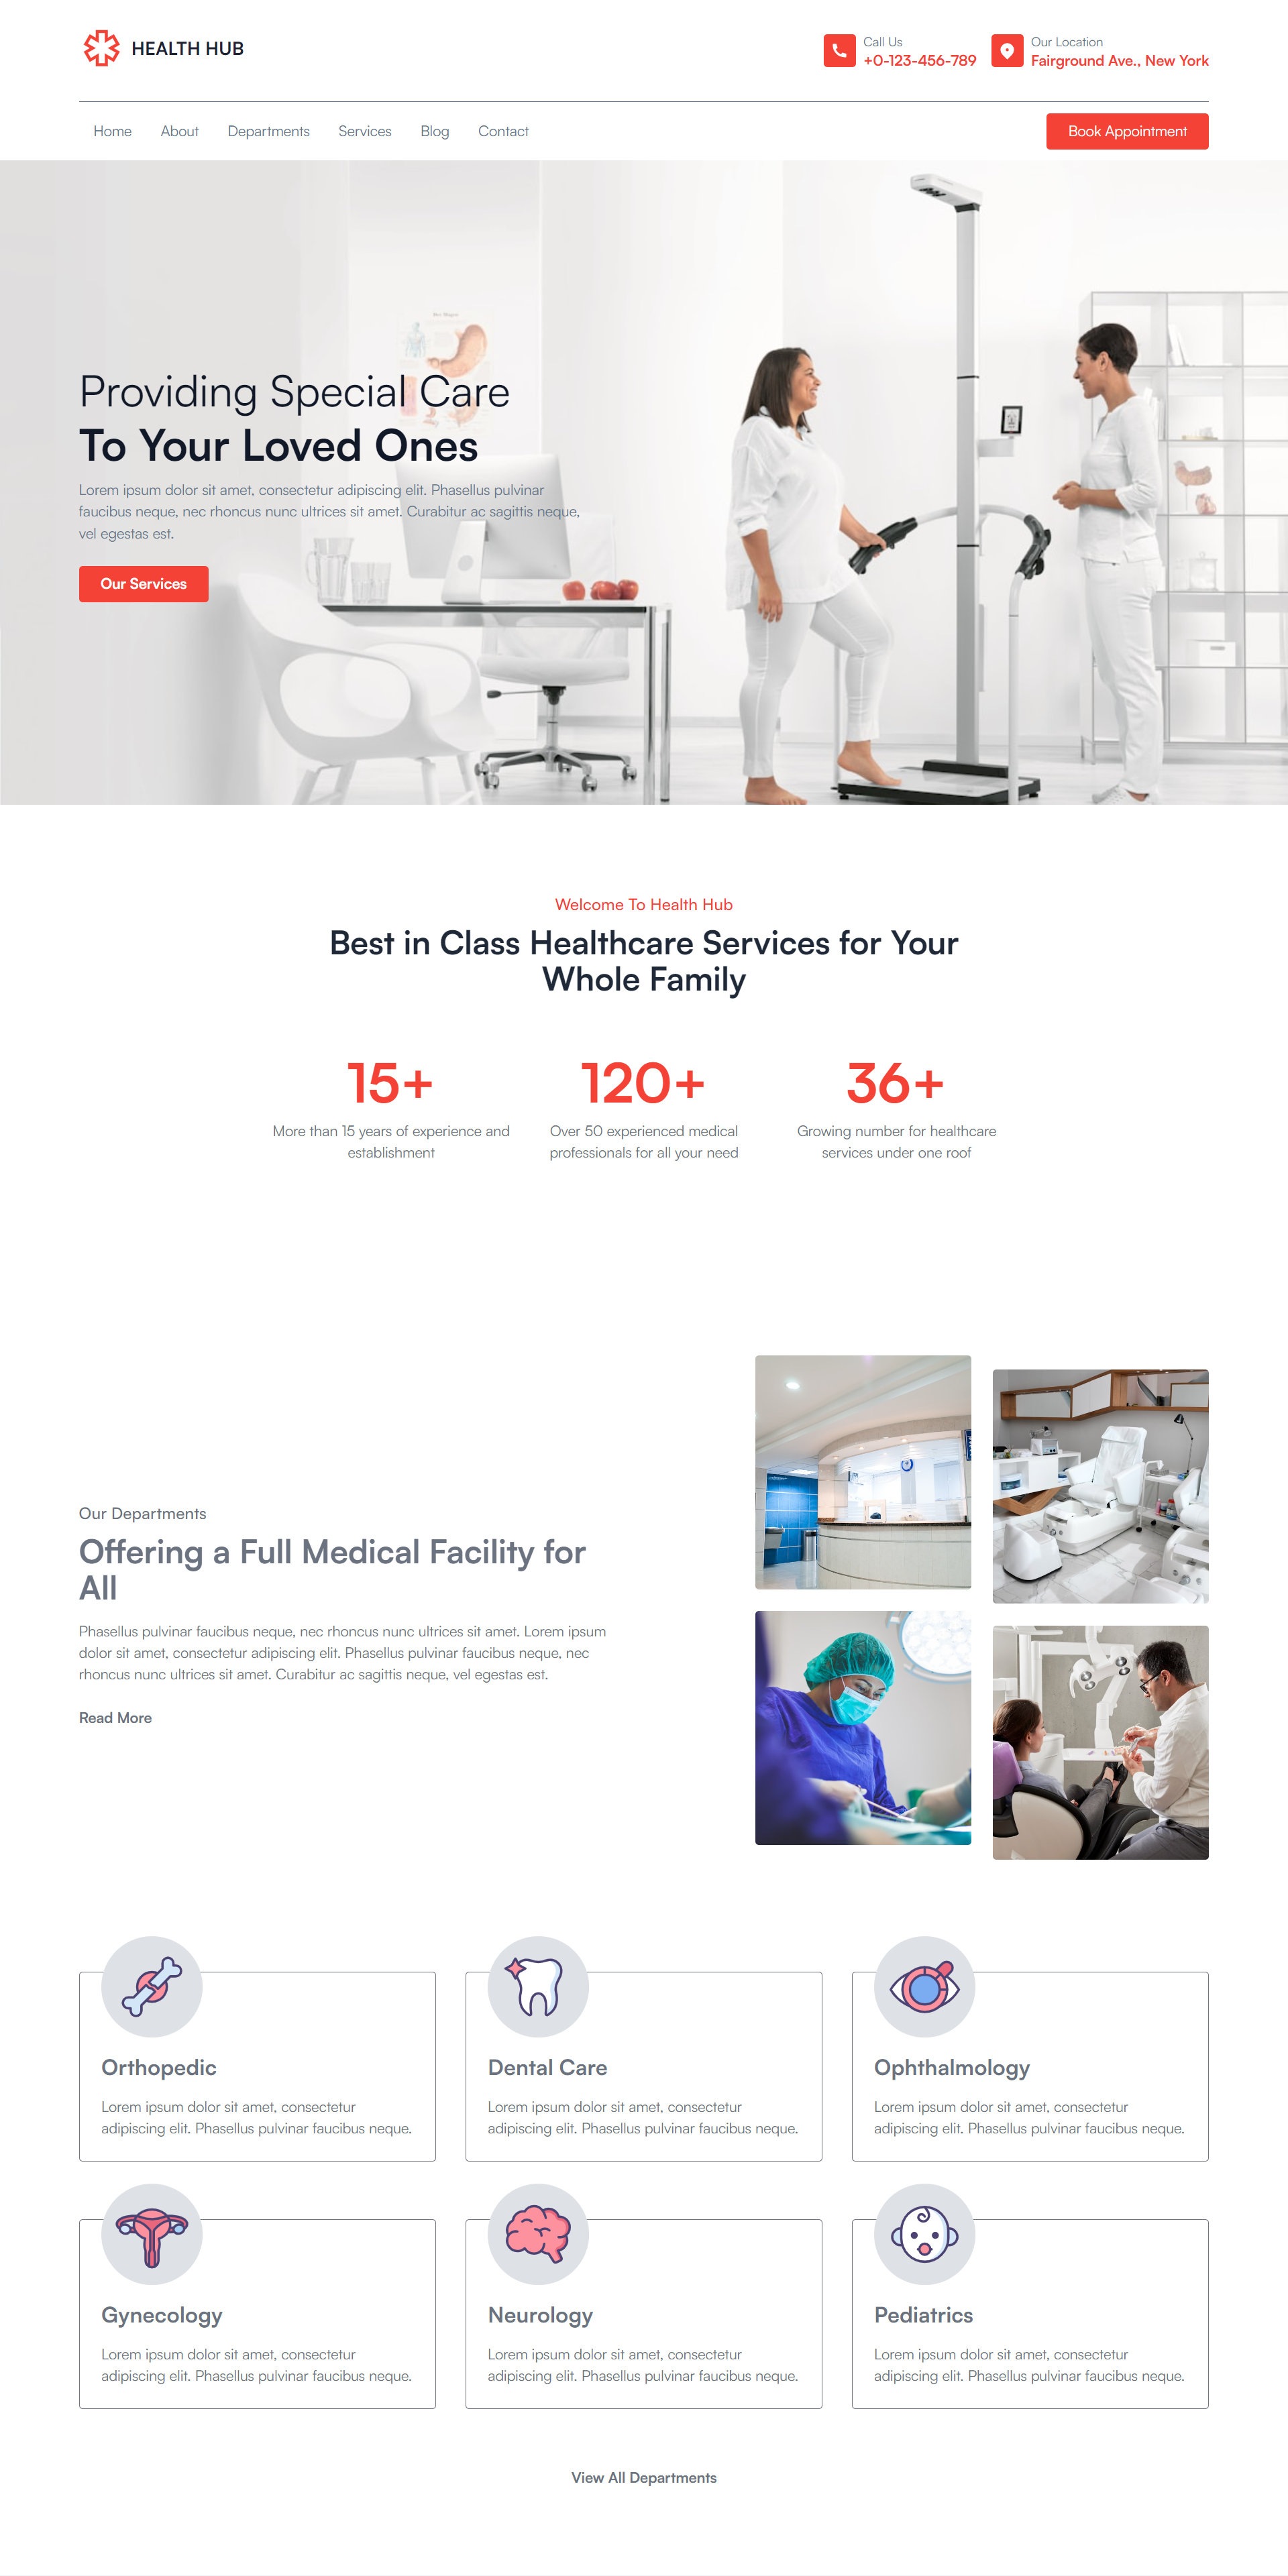 HEALTH HUB
Call Us
+0-123-456-789
Our Location
Fairground Ave., New York
Home
About
Departments
Services
Blog
Contact
Book Appointment
Providing Special Care
To Your Loved Ones
Lorem ipsum dolor sit amet, consectetur adipiscing elit. Phasellus pulvinar
faucibus neque, nec rhoncus nunc ultrices sit amet. Curabitur ac sagittis neque,
vel egestas est.
Our Services
Welcome To Health Hub
Best in Class Healthcare Services for Your
Whole Family
15+
More than 15 years of experience and
establishment
120+
Over 50 experienced medical
professionals for all your need
36+
Growing number for healthcare
services under one roof
Our Departments
Offering a Full Medical Facility for
All
Phasellus pulvinar faucibus neque, nec rhoncus nunc ultrices sit amet. Lorem ipsum
dolor sit amet, consectetur adipiscing elit. Phasellus pulvinar faucibus neque, nec
rhoncus nunc ultrices sit amet. Curabitur ac sagittis neque, vel egestas est.
Read More
Orthopedic
Lorem ipsum dolor sit amet, consectetur
adipiscing elit. Phasellus pulvinar faucibus neque.
Dental Care
Lorem ipsum dolor sit amet, consectetur
adipiscing elit. Phasellus pulvinar faucibus neque.
Ophthalmology
Lorem ipsum dolor sit amet, consectetur
adipiscing elit. Phasellus pulvinar faucibus neque.
Gynecology
Lorem ipsum dolor sit amet, consectetur
adipiscing elit. Phasellus pulvinar faucibus neque.
Neurology
Lorem ipsum dolor sit amet, consectetur
adipiscing elit. Phasellus pulvinar faucibus neque.
Pediatrics
Lorem ipsum dolor sit amet, consectetur
adipiscing elit. Phasellus pulvinar faucibus neque.
View All Departments